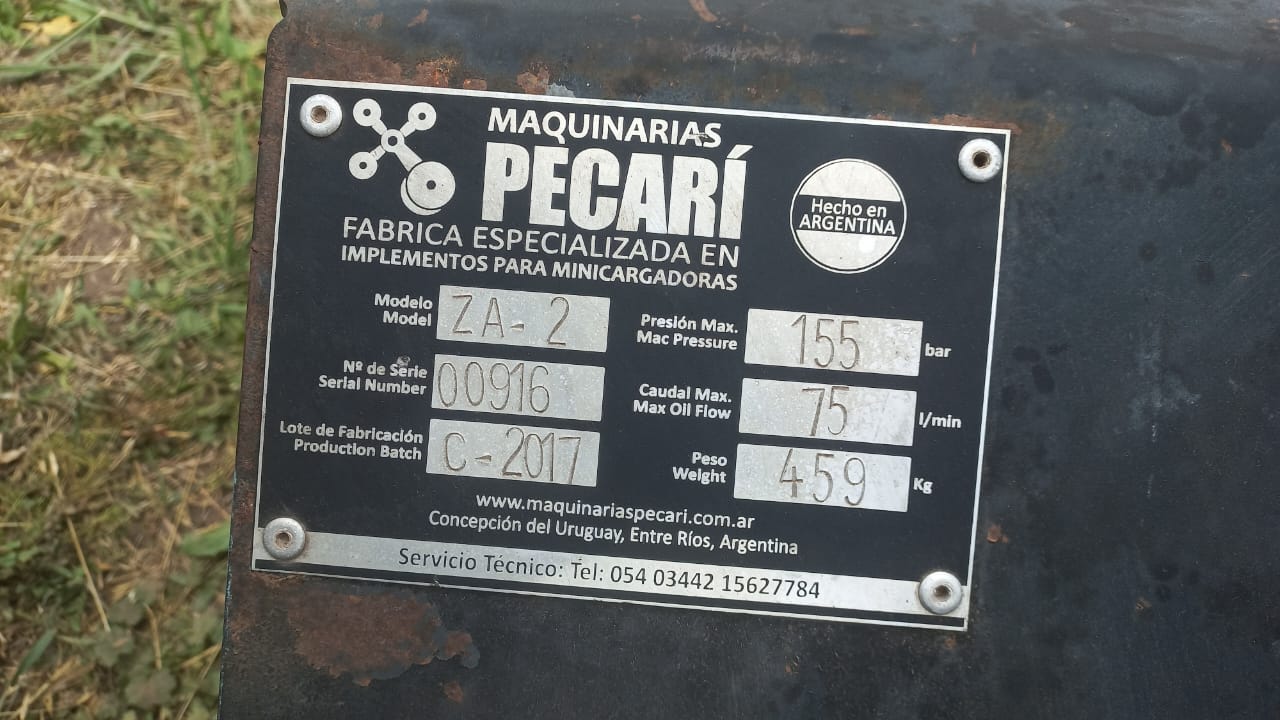 MAQUINARIAS
PECARÍ
FABRICA ESPECIALIZADA EN
IMPLEMENTOS PARA MINICARGADORAS
Hecho en
ARGENTINA
Modelo
Model
ZA-2
Nº de Serie
Serial Number
00916
Lote de Fabricación
Production Batch
C-2017
Presión Max.
Mac Pressure
155
bar
Caudal Max.
Max Oil Flow
75
l/min
Peso
Weight
459
Kg
www.maquinariaspecari.com.ar
Concepción del Uruguay, Entre Ríos, Argentina
Servicio Técnico: Tel: 054 03442 15627784